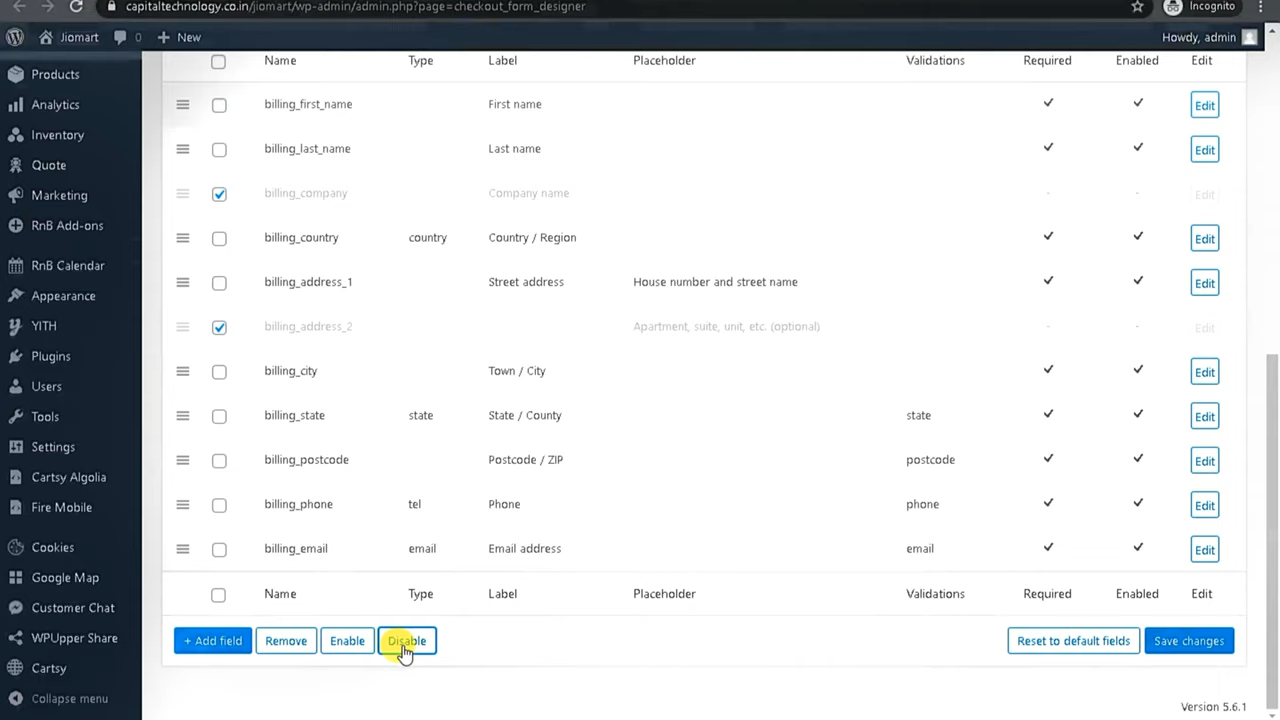 capitaltechnology.co.in/jiomart/wp-admin/admin.php?page=checkout_form_designer Incognito
Jiomart 0 + New Howdy, admin
Products
Analytics
Inventory
Quote
Marketing
RnB Add-ons
RnB Calendar
Appearance
YITH
Plugins
Users
Tools
Settings
Cartsy Algolia
Fire Mobile
Cookies
Google Map
Customer Chat
WPUpper Share
Cartsy
Collapse menu
Name Type Label Placeholder Validations Required Enabled Edit
billing_first_name First name Edit
billing_last_name Last name Edit
billing_company Company name - - Edit
billing_country country Country / Region Edit
billing_address_1 Street address House number and street name Edit
billing_address_2 Apartment, suite, unit, etc. (optional) - - Edit
billing_city Town / City Edit
billing_state state State / County state Edit
billing_postcode Postcode / ZIP postcode Edit
billing_phone tel Phone phone Edit
billing_email email Email address email Edit
Name Type Label Placeholder Validations Required Enabled Edit
+ Add field Remove Enable Disable Reset to default fields Save changes
Version 5.6.1